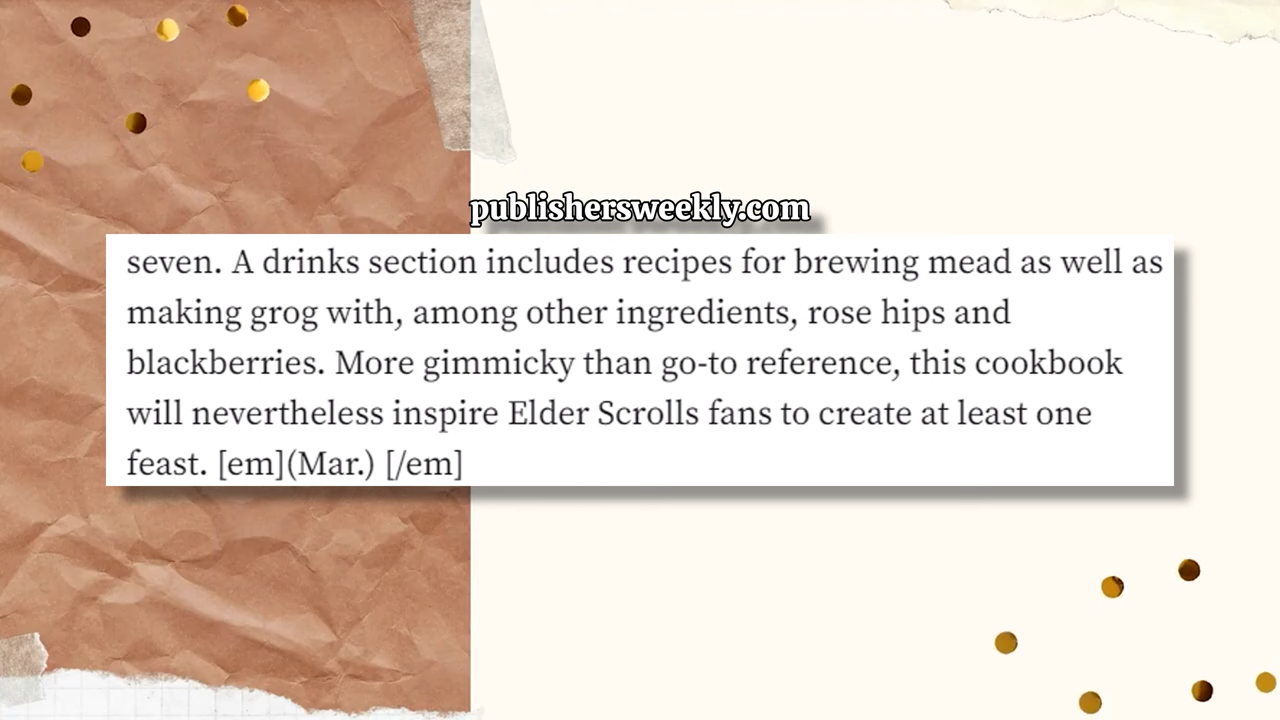 publishersweekly.com
seven. A drinks section includes recipes for brewing mead as well as
making grog with, among other ingredients, rose hips and
blackberries. More gimmicky than go-to reference, this cookbook
will nevertheless inspire Elder Scrolls fans to create at least one
feast. [em](Mar.) [/em]